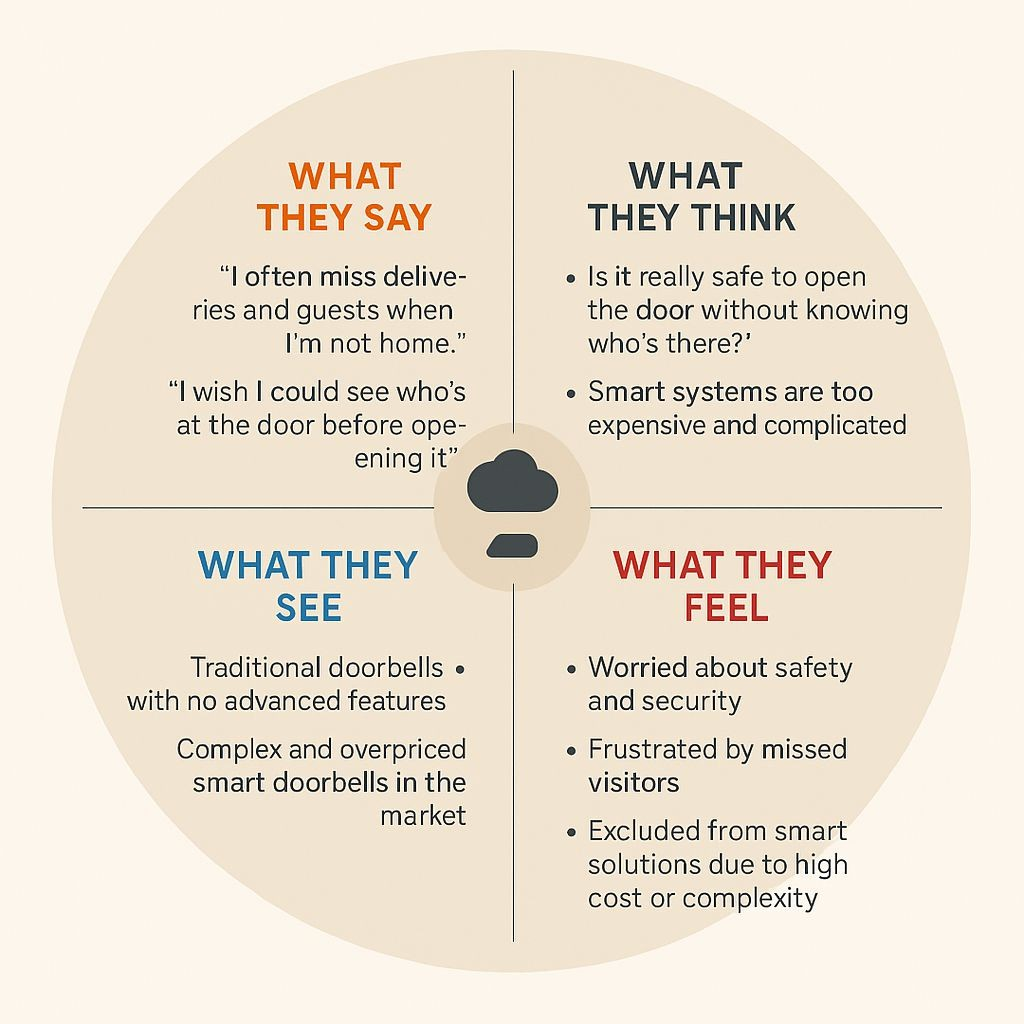 WHAT
THEY SAY
“I often miss delive-
ries and guests when
I’m not home.”
“I wish I could see who’s
at the door before ope-
ening it”
WHAT
THEY THINK
• Is it really safe to open
the door without knowing
who’s there?’
• Smart systems are too
expensive and complicated
WHAT THEY
SEE
Traditional doorbells •
with no advanced features
Complex and overpriced
smart doorbells in the
market
WHAT THEY
FEEL
• Worried about safety
and security
• Frustrated by missed
visitors
• Excluded from smart
solutions due to high
cost or complexity